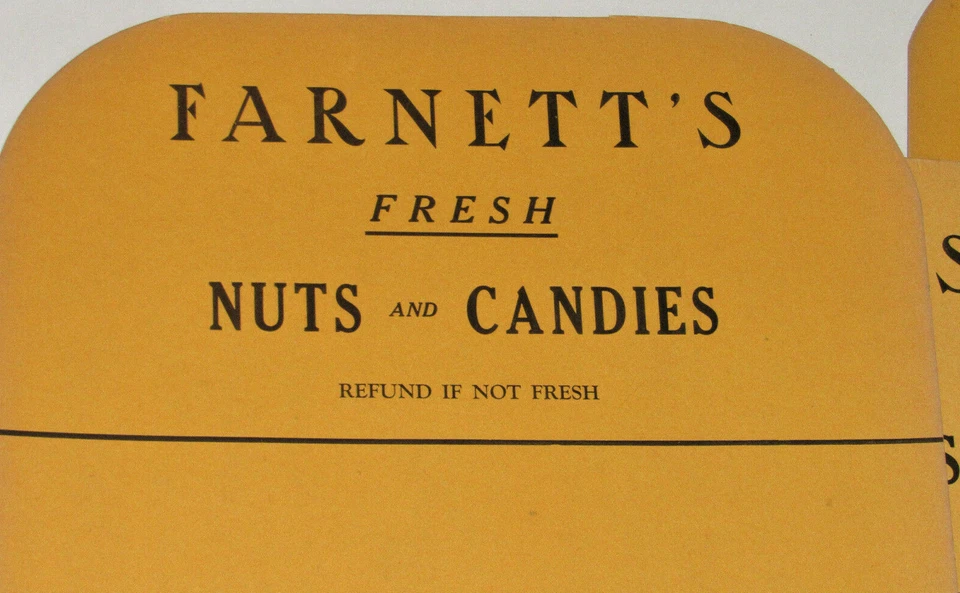 FARNETT'S
FRESH
NUTS AND CANDIES
REFUND IF NOT FRESH